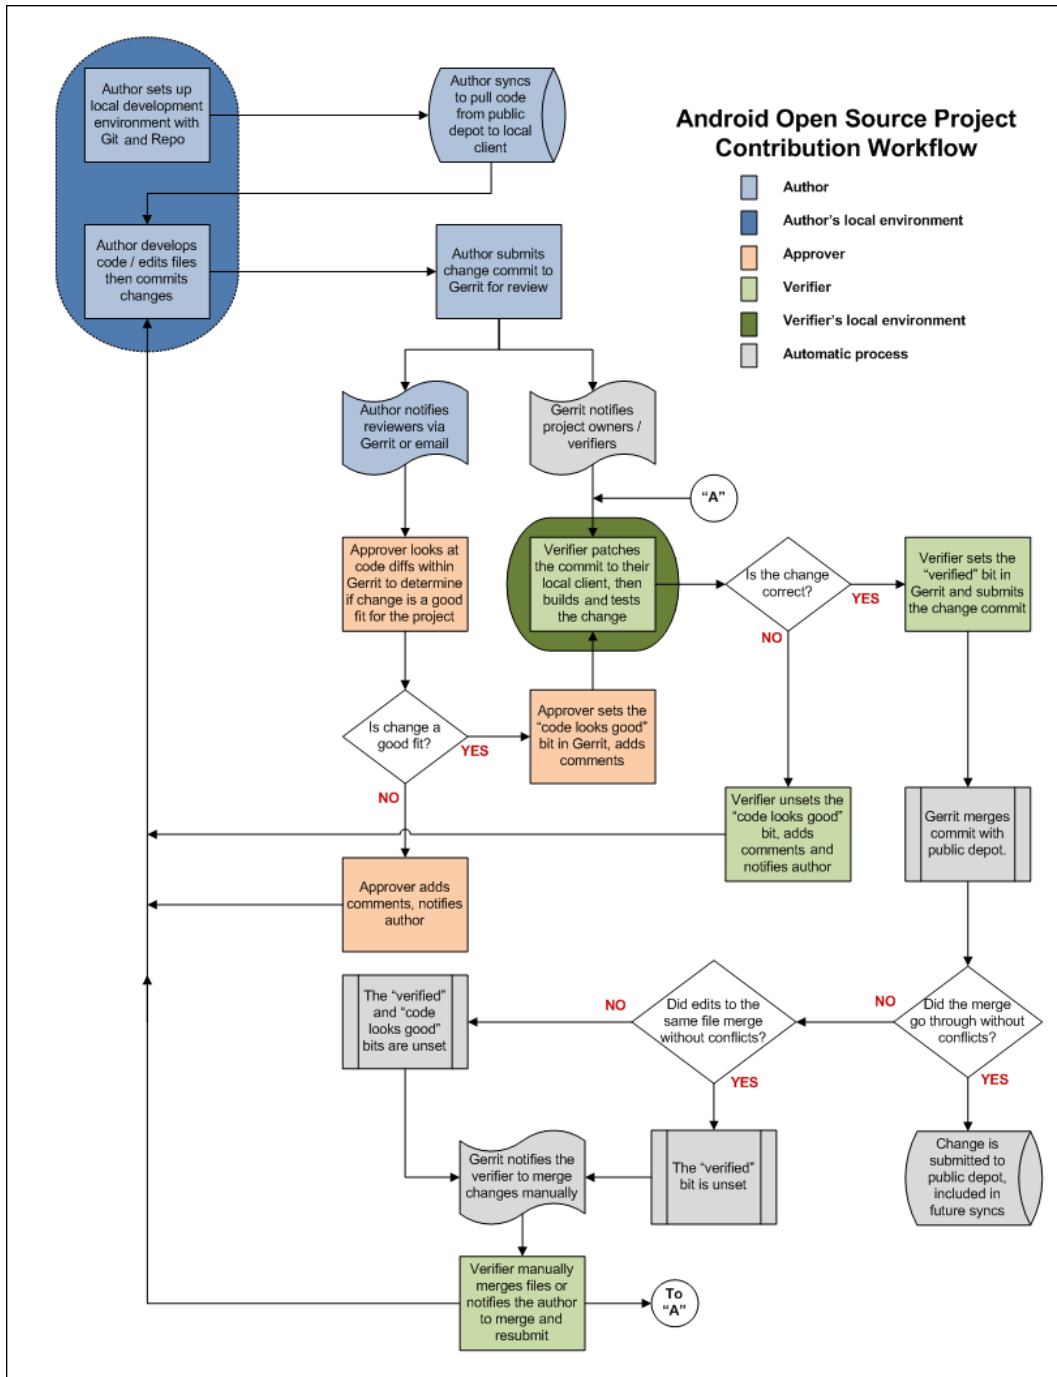 Author sets up
local development
environment with
Git and Repo
Author syncs
to pull code
from public
depot to local
client
Android Open Source Project
Contribution Workflow
Author
Author's local environment
Approver
Verifier
Verifier's local environment
Automatic process
Author develops
code / edits files
then commits
changes
Author submits
change commit to
Gerrit for review
Author notifies
reviewers via
Gerrit or email
Gerrit notifies
project owners /
verifiers
“A”
Approver looks at
code diffs within
Gerrit to determine
if change is a good
fit for the project
Verifier patches
the commit to their
local client, then
builds and tests
the change
Is the change
correct?
YES
NO
Verifier sets the
“verified” bit in
Gerrit and submits
the change commit
Is change a
good fit?
YES
NO
Approver sets the
“code looks good”
bit in Gerrit, adds
comments
Verifier unsets the
“code looks good”
bit, adds
comments and
notifies author
Gerrit merges
commit with
public depot.
Approver adds
comments, notifies
author
The “verified”
and “code
looks good”
bits are unset
NO
Did edits to the
same file merge
without conflicts?
YES
NO
Did the merge
go through without
conflicts?
YES
Gerrit notifies the
verifier to merge
changes manually
The “verified”
bit is unset
Change is
submitted to
public depot,
included in
future syncs
Verifier manually
merges files or
notifies the author
to merge and
resubmit
To
“A”